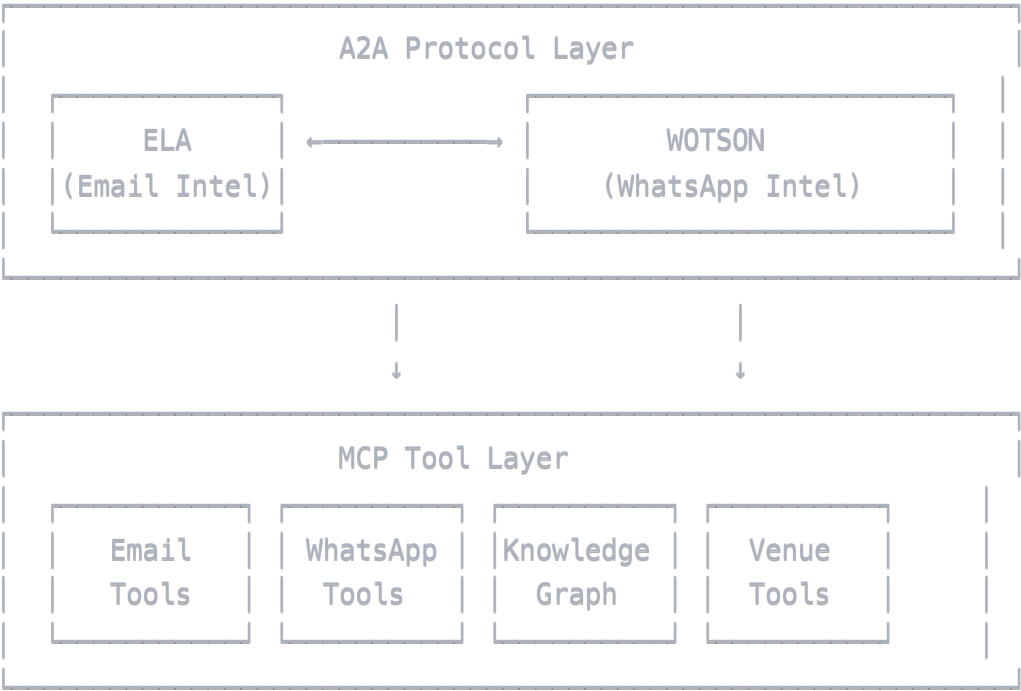 A2A Protocol Layer
ELA
(Email Intel)
WOTSON
(WhatsApp Intel)
MCP Tool Layer
Email
Tools
WhatsApp
Tools
Knowledge
Graph
Venue
Tools